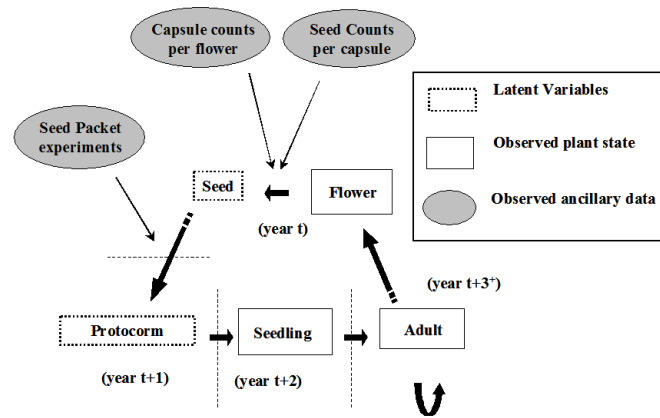 Capsule counts
per flower
Seed Counts
per capsule
Seed Packet
experiments
Seed
Flower
(year t)
(year t+3⁺)
Protocorm
Seedling
Adult
(year t+1)
(year t+2)
Latent Variables
Observed plant state
Observed ancillary data